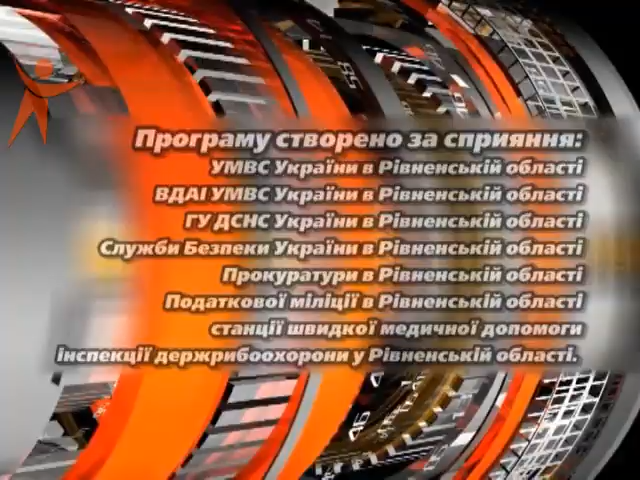 Програму створено за сприяння:
УМВС України в Рівненській області
ВДАІ УМВС України в Рівненській області
ГУ ДСНС України в Рівненській області
Служби Безпеки України в Рівненській області
Прокуратури в Рівненській області
Податкової міліції в Рівненській області
станції швидкої медичної допомоги
інспекції держрибоохорони у Рівненській області.